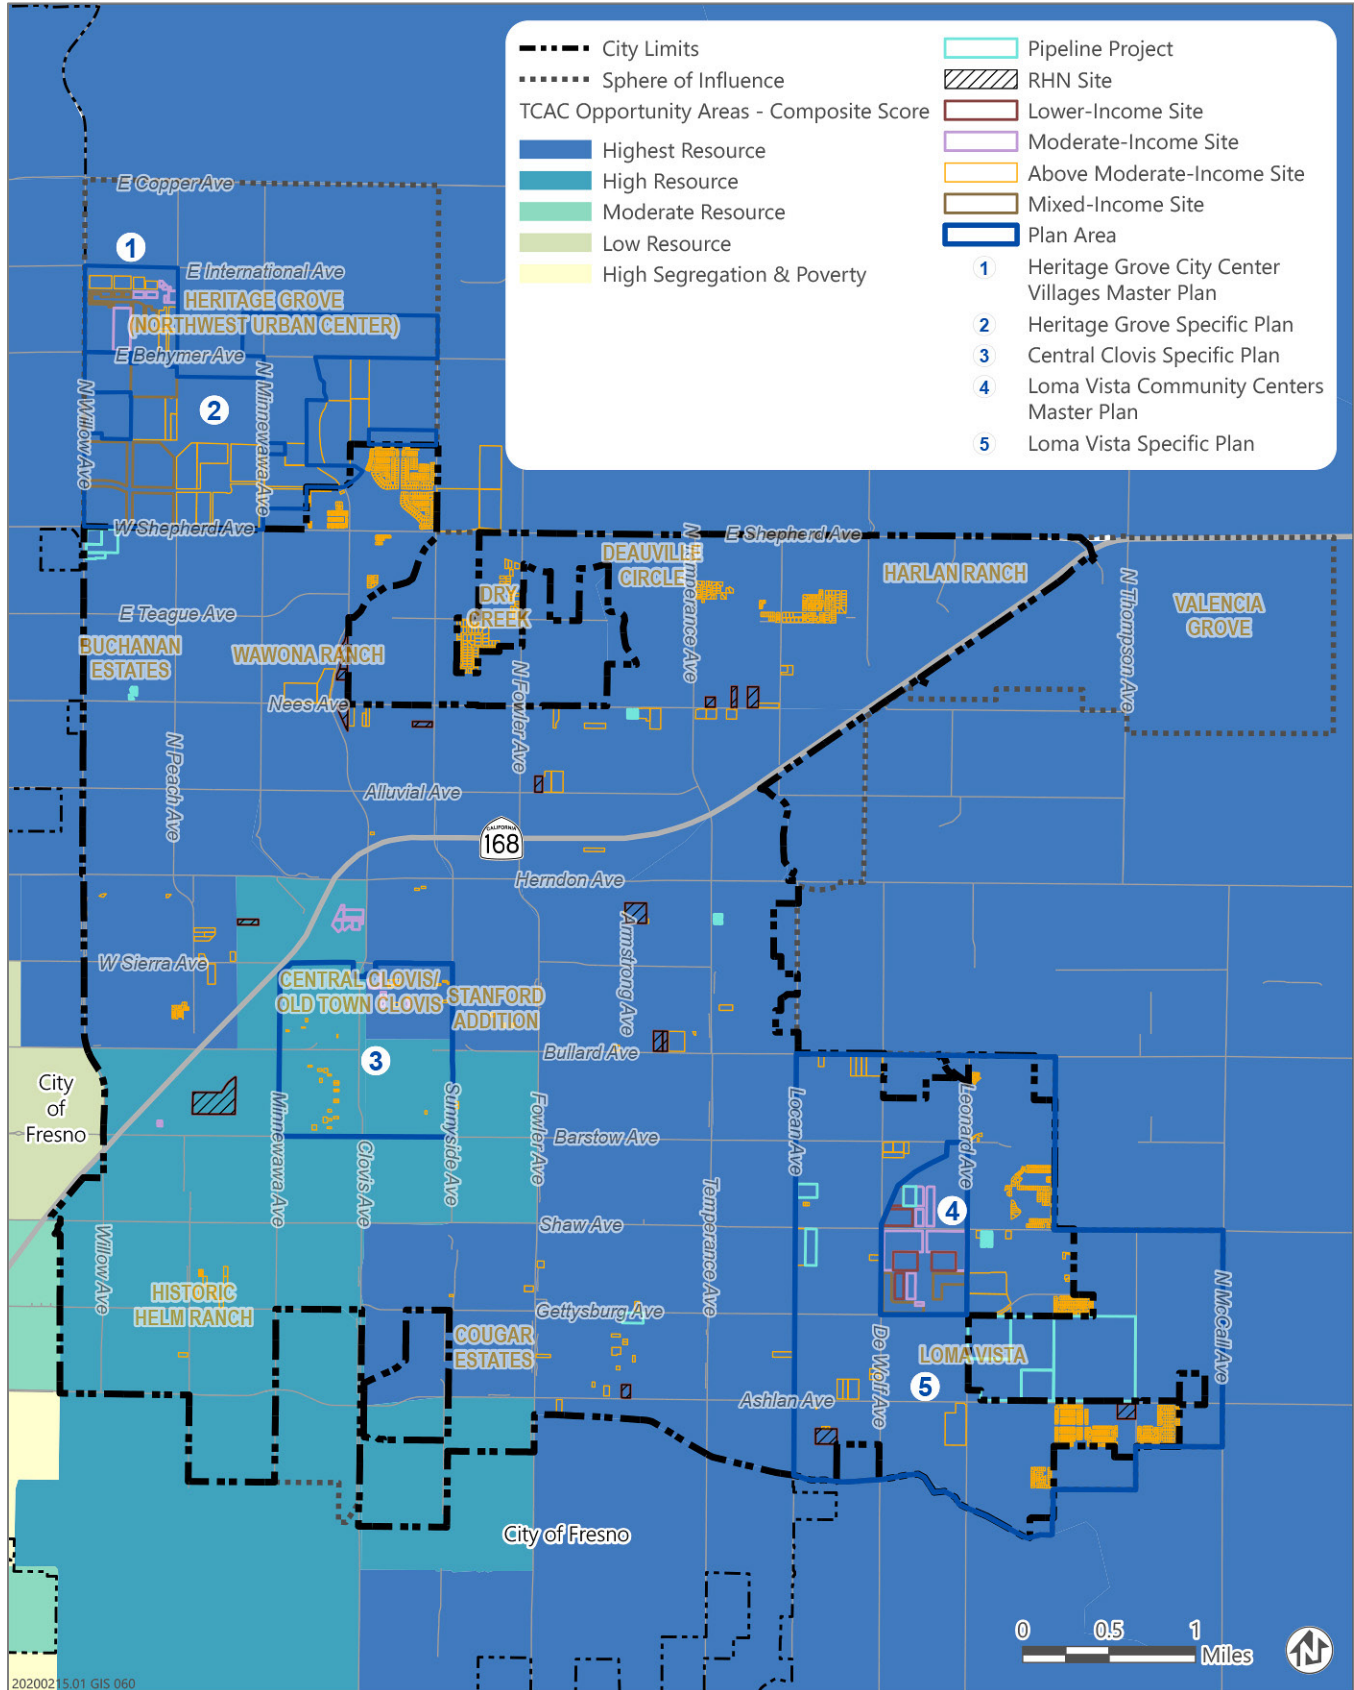 City Limits
Sphere of Influence
TCAC Opportunity Areas - Composite Score
Highest Resource
High Resource
Moderate Resource
Low Resource
High Segregation & Poverty
Pipeline Project
RHN Site
Lower-Income Site
Moderate-Income Site
Above Moderate-Income Site
Mixed-Income Site
Plan Area
1 Heritage Grove City Center
Villages Master Plan
2 Heritage Grove Specific Plan
3 Central Clovis Specific Plan
4 Loma Vista Community Centers
Master Plan
5 Loma Vista Specific Plan
E Copper Ave
1
E International Ave
HERITAGE GROVE
(NORTHWEST URBAN CENTER)
E Behymer Ave
N Willow Ave
N Minnewawa Ave
2
W Shepherd Ave
E Shepherd Ave
N Temperance Ave
DEAUVILLE
CIRCLE
HARLAN RANCH
N Thompson Ave
VALENCIA
GROVE
DRY
CREEK
E Teague Ave
BUCHANAN
ESTATES
WAWONA RANCH
Nees Ave
N Fowler Ave
N Peach Ave
Alluvial Ave
CALIFORNIA
168
Herndon Ave
Armstrong Ave
W Sierra Ave
CENTRAL CLOVIS/
OLD TOWN CLOVIS
STANFORD
ADDITION
Bullard Ave
3
City
of
Fresno
Minnewawa Ave
Clovis Ave
Sunnyside Ave
Fowler Ave
Barstow Ave
Locan Ave
Leonard Ave
4
Shaw Ave
Temperance Ave
Willow Ave
HISTORIC
HELM RANCH
Gettysburg Ave
COUGAR
ESTATES
De Wolf Ave
LOMA VISTA
N McCall Ave
5
Ashlan Ave
City of Fresno
0 0.5 1
Miles
N
20200215.01 GIS 060